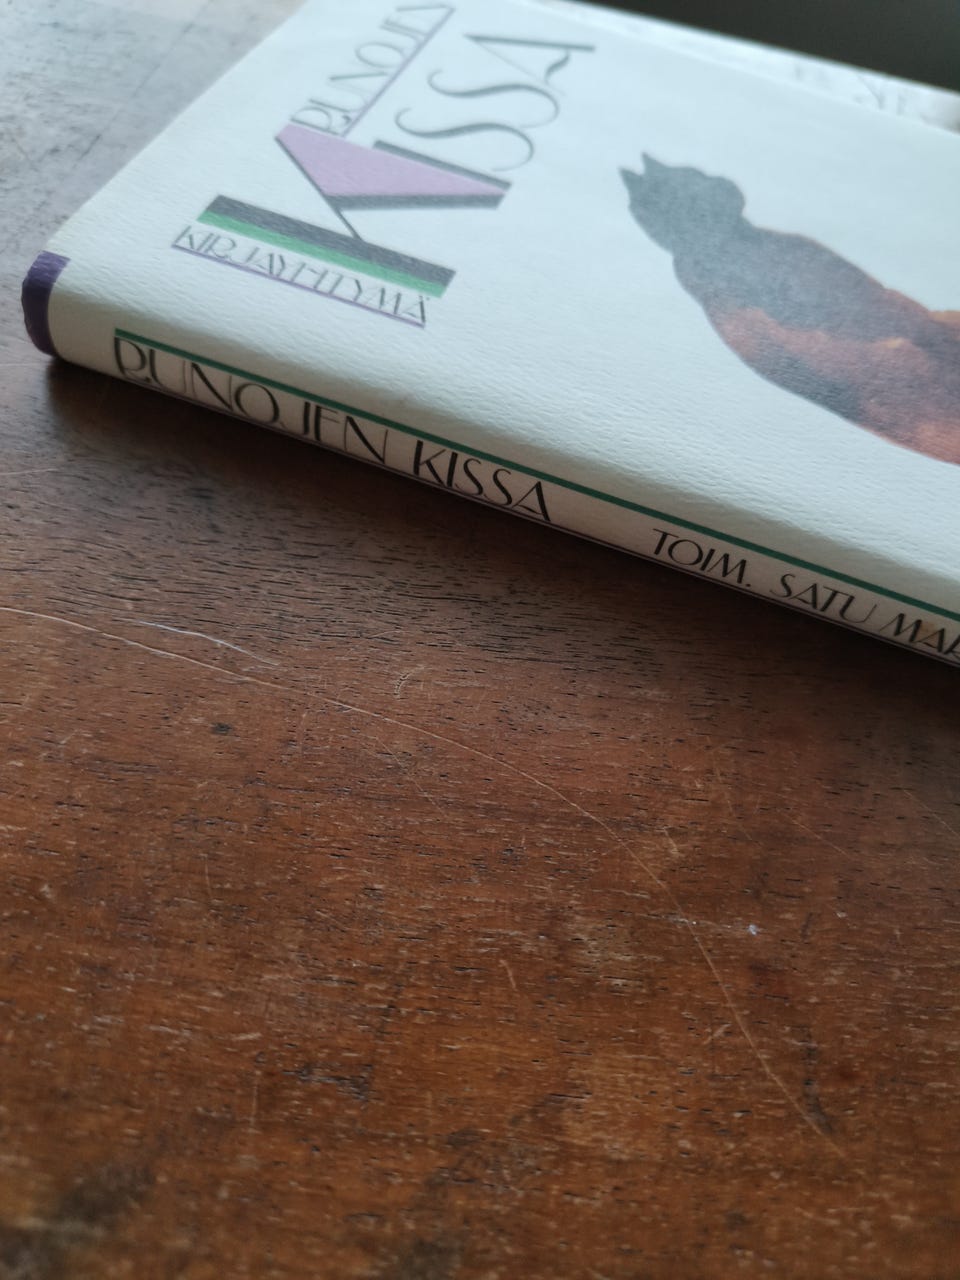 RUNOJEN
KISSA
KIRJAYHTYMÄ
RUNOJEN KISSA TOIM. SATU